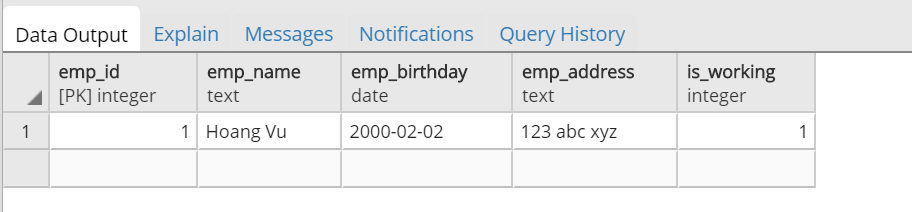 Data Output Explain Messages Notifications Query History
emp_id emp_name emp_birthday emp_address is_working
[PK] integer text date text integer
1 1 Hoang Vu 2000-02-02 123 abc xyz 1